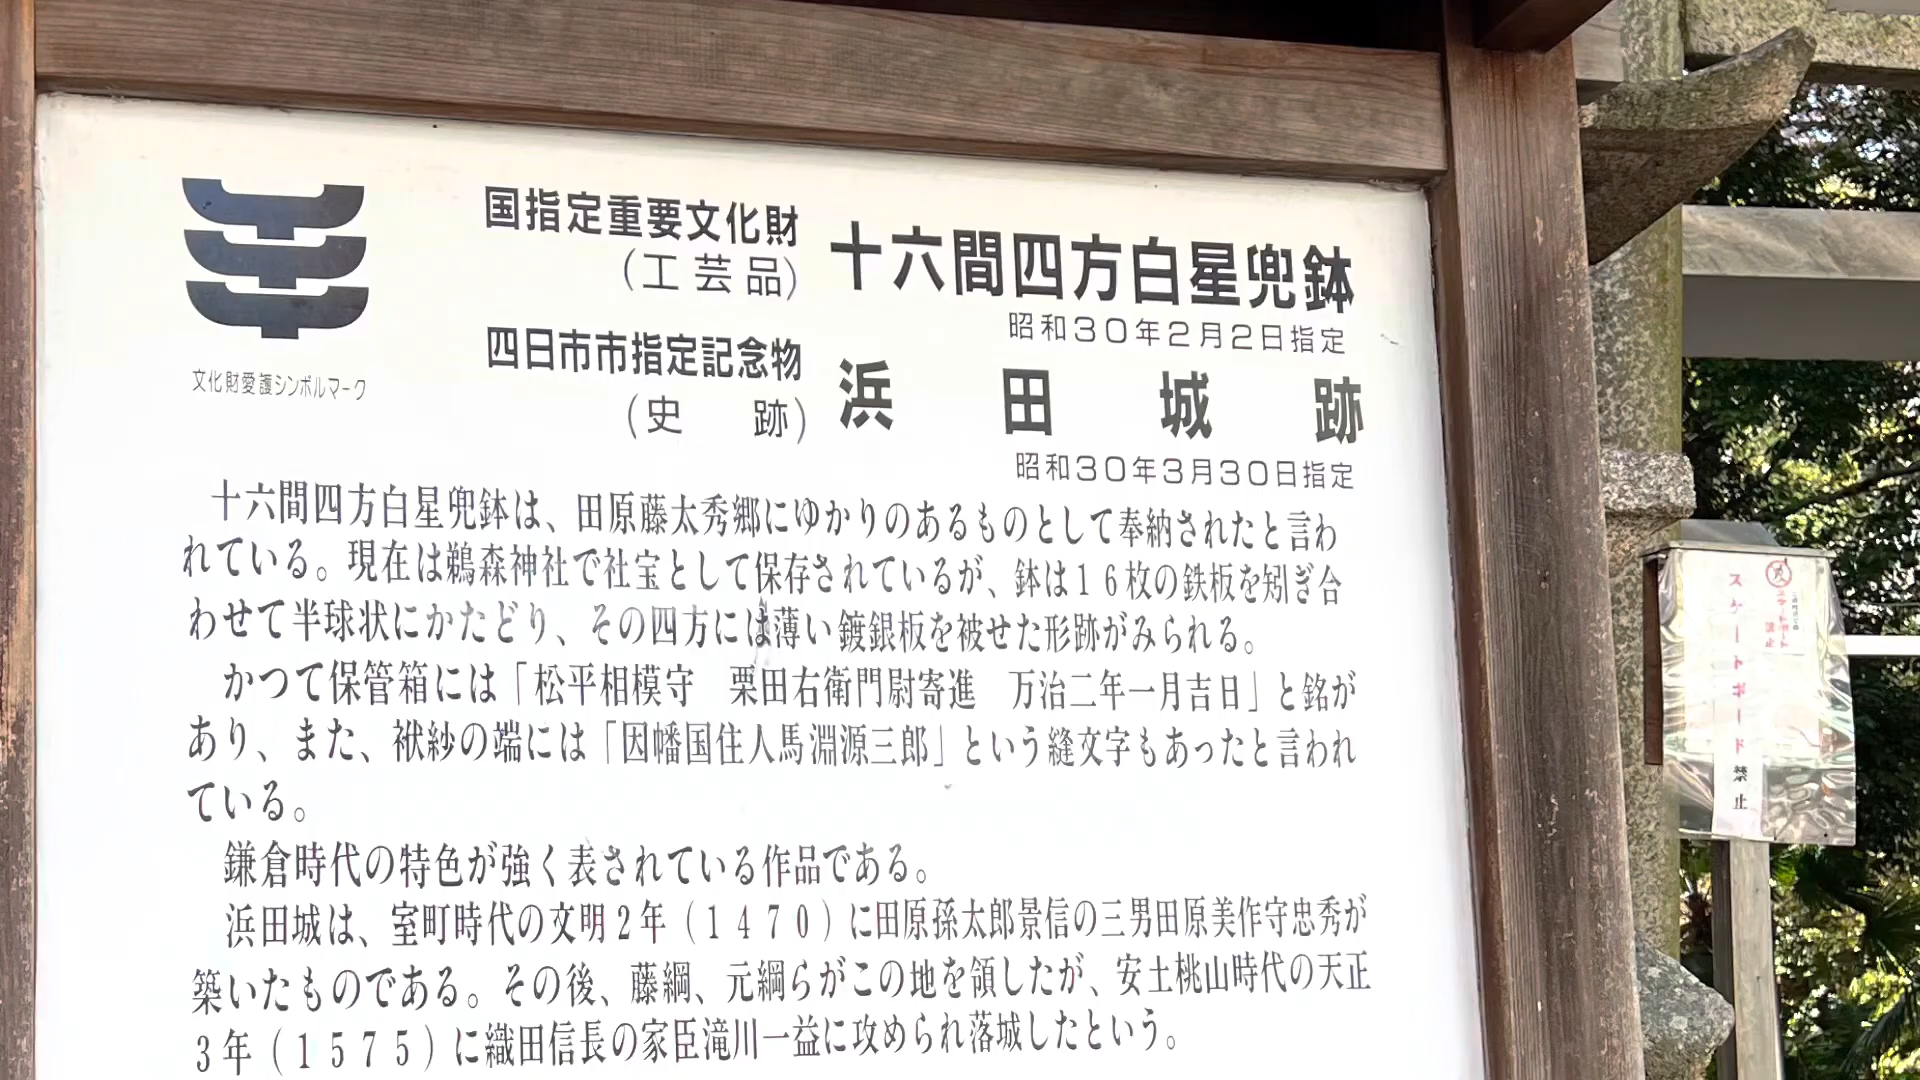 国指定重要文化財
(工芸品)
十六間四方白星兜鉢
昭和30年2月2日指定
四日市市指定記念物
(史 跡)
浜田城跡
昭和30年3月30日指定
文化財愛護シンボルマーク
十六間四方白星兜鉢は、田原藤太秀郷にゆかりのあるものとして奉納されたと言わ
れている。現在は鵜森神社で社宝として保存されているが、鉢は16枚の鉄板を矧ぎ合
わせて半球状にかたどり、その四方には薄い鍍銀板を被せた形跡がみられる。
かつて保管箱には「松平相模守 栗田右衛門尉寄進 万治二年一月吉日」と銘が
あり、また、袱紗の端には「因幡国住人馬淵源三郎」という縫文字もあったと言われ
ている。
鎌倉時代の特色が強く表されている作品である。
浜田城は、室町時代の文明2年(1470)に田原孫太郎景信の三男田原美作守忠秀が
築いたものである。その後、藤綱、元綱らがこの地を領したが、安土桃山時代の天正
3年(1575)に織田信長の家臣滝川一益に攻められ落城したという。
スケートボード禁止